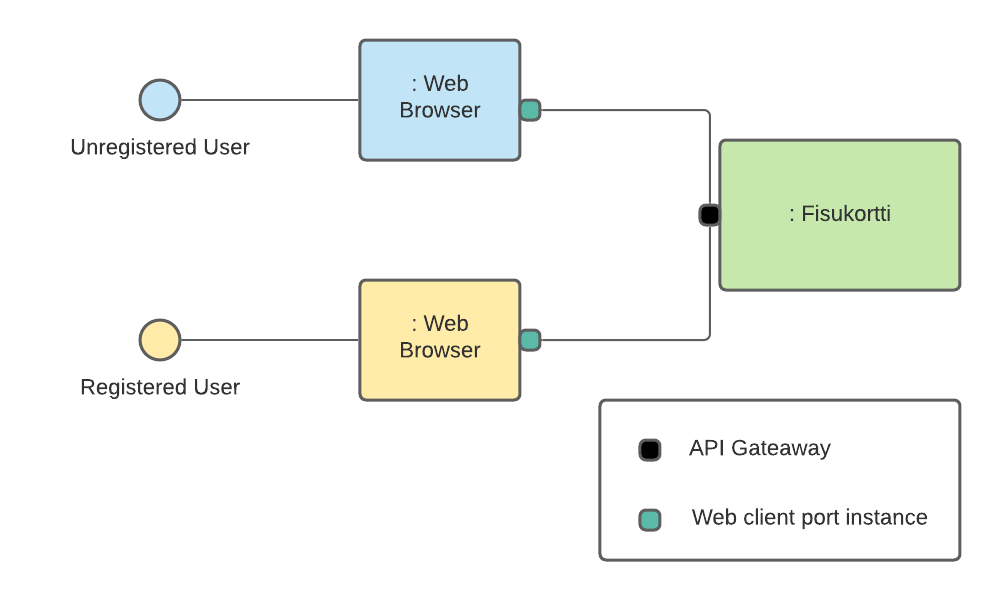 : Web
Browser
Unregistered User
: Fisukortti
: Web
Browser
Registered User
API Gateaway
Web client port instance